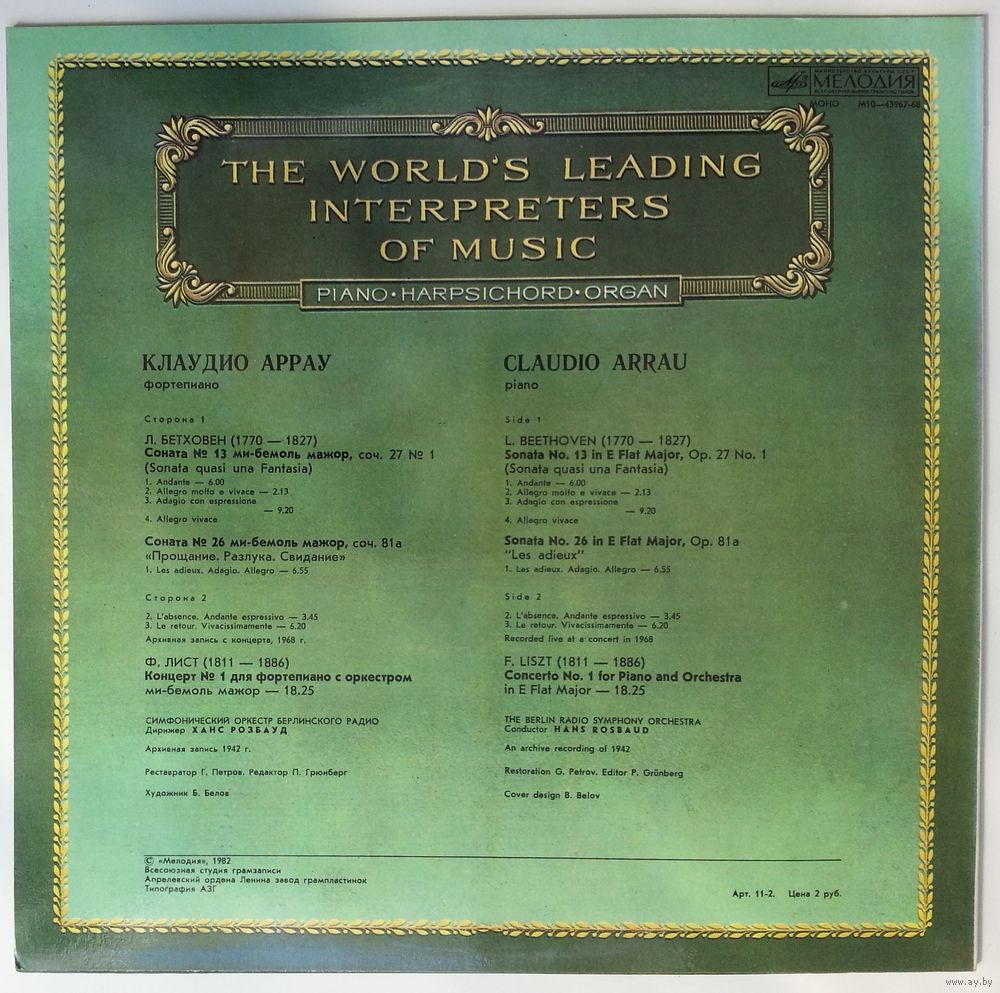 МИНИСТЕРСТВО КУЛЬТУРЫ СССР
МЕЛОДИЯ
ВСЕСОЮЗНАЯ ФИРМА ГРАМПЛАСТИНОК
МОНО М10—43967-68
THE WORLD'S LEADING
INTERPRETERS
OF MUSIC
PIANO•HARPSICHORD•ORGAN
КЛАУДИО АРРАУ
фортепиано
Сторона 1
Л. БЕТХОВЕН (1770 — 1827)
Соната № 13 ми-бемоль мажор, соч. 27 № 1
(Sonata quasi una Fantasia)
1. Andante — 6.00
2. Allegro molto e vivace — 2.13
3. Adagio con espressione
— 9.20
4. Allegro vivace
Соната № 26 ми-бемоль мажор, соч. 81а
«Прощание. Разлука. Свидание»
1. Les adieux. Adagio. Allegro — 6.55
Сторона 2
2. L'absence. Andante espressivo — 3.45
3. Le retour. Vivacissimamente — 6.20
Архивная запись с концерта, 1968 г.
Ф. ЛИСТ (1811 — 1886)
Концерт № 1 для фортепиано с оркестром
ми-бемоль мажор — 18.25
СИМФОНИЧЕСКИЙ ОРКЕСТР БЕРЛИНСКОГО РАДИО
Дирижер ХАНС РОЗБАУД
Архивная запись 1942 г.
Реставратор Г. Петров. Редактор П. Грюнберг
Художник Б. Белов
CLAUDIO ARRAU
piano
Side 1
L. BEETHOVEN (1770 — 1827)
Sonata No. 13 in E Flat Major, Op. 27 No. 1
(Sonata quasi una Fantasia)
1. Andante — 6.00
2. Allegro molto e vivace — 2.13
3. Adagio con espressione
— 9.20
4. Allegro vivace
Sonata No. 26 in E Flat Major, Op. 81a
"Les adieux"
1. Les adieux. Adagio. Allegro — 6.55
Side 2
2. L'absence. Andante espressivo — 3.45
3. Le retour. Vivacissimamente — 6.20
Recorded live at a concert in 1968
F. LISZT (1811 — 1886)
Concerto No. 1 for Piano and Orchestra
in E Flat Major — 18.25
THE BERLIN RADIO SYMPHONY ORCHESTRA
Conductor HANS ROSBAUD
An archive recording of 1942
Restoration G. Petrov. Editor P. Grünberg
Cover design B. Belov
© «Мелодия», 1982
Всесоюзная студия грамзаписи
Апрелевский ордена Ленина завод грампластинок
Типография АЗГ
Арт. 11-2. Цена 2 руб.
www.ay.by